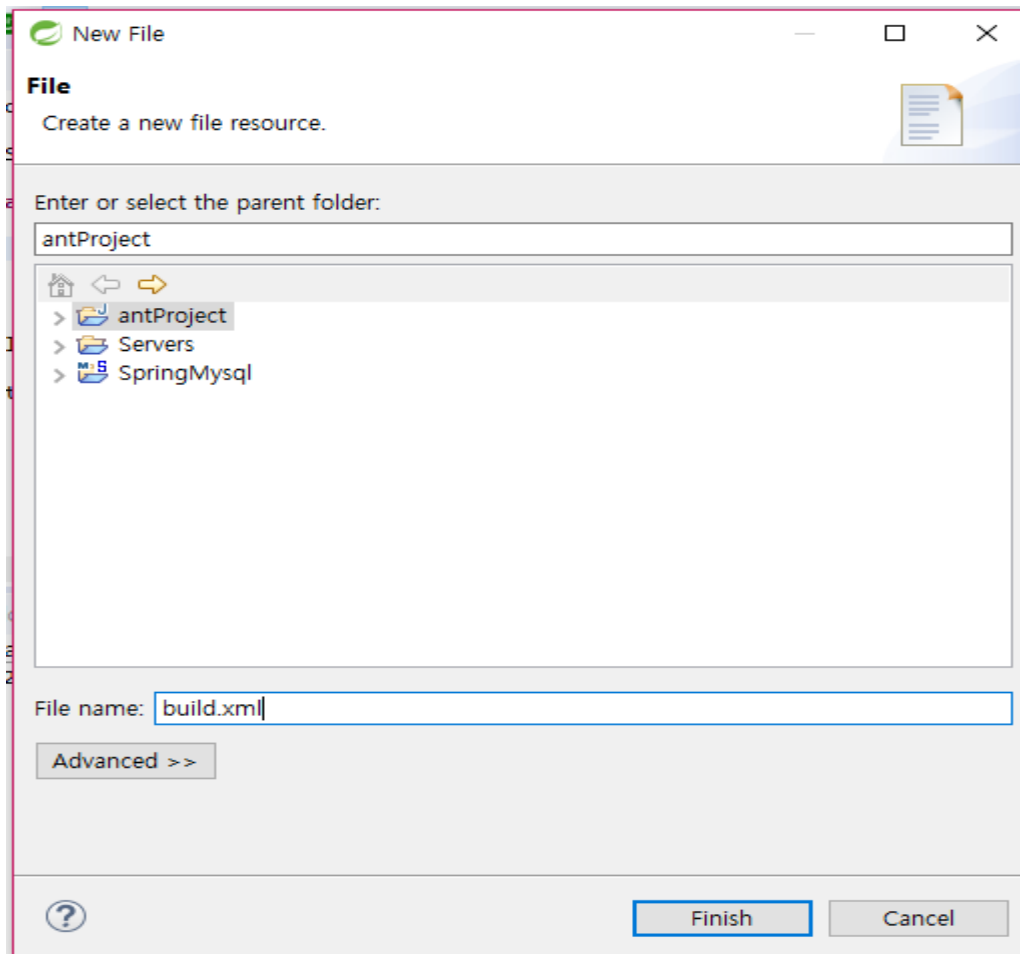 New File
File
Create a new file resource.
Enter or select the parent folder:
antProject
antProject
Servers
SpringMysql
File name: build.xml
Advanced >>
Finish
Cancel